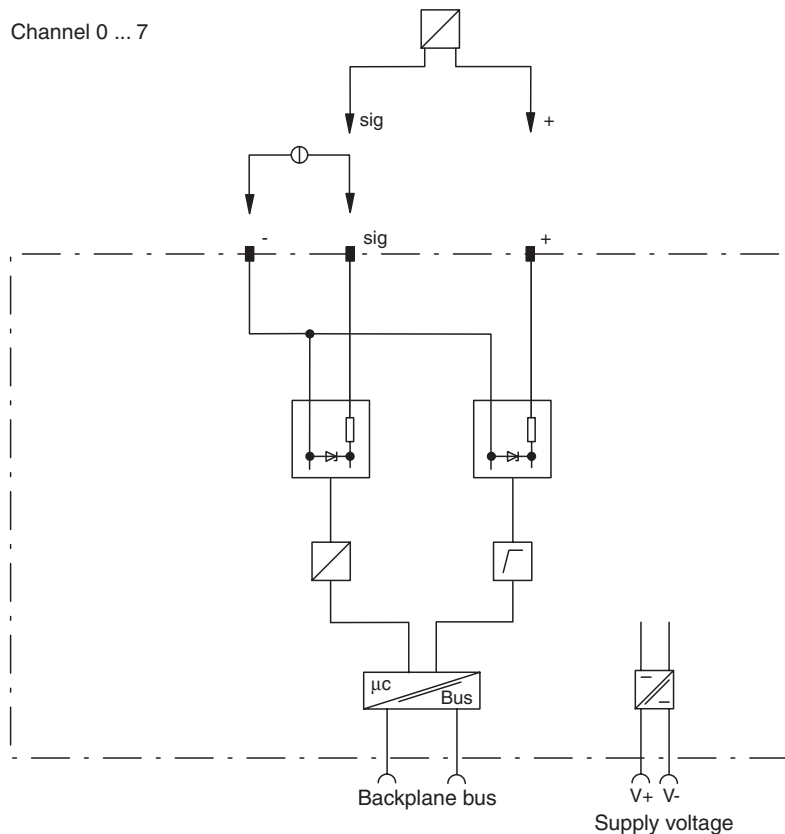 Channel 0 ... 7
sig
+
-
sig
+
µc
Bus
Backplane bus
V+ V-
Supply voltage